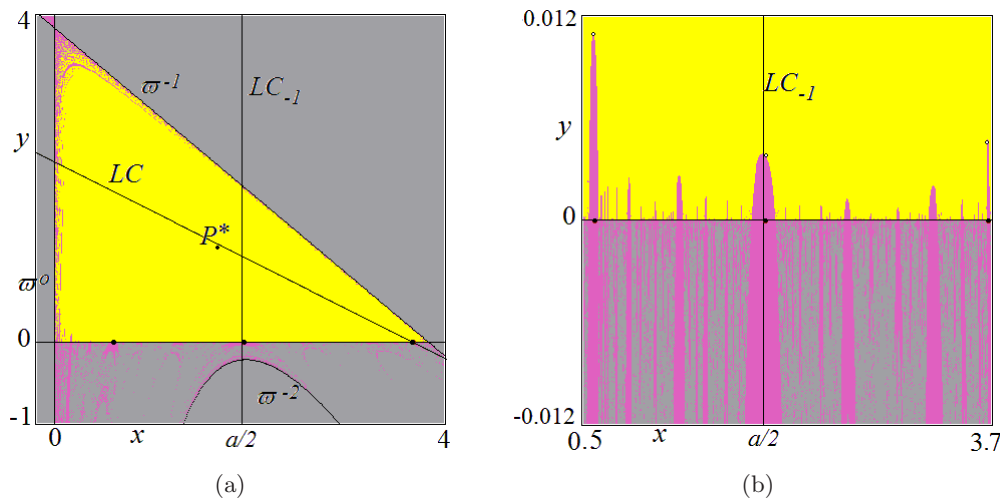 4
ϖ⁻¹
LC₋₁
y
LC
P*
ϖᵒ
0
ϖ⁻²
-1
0
x
a/2
4
(a)
0.012
LC₋₁
y
0
-0.012
0.5
x
a/2
3.7
(b)